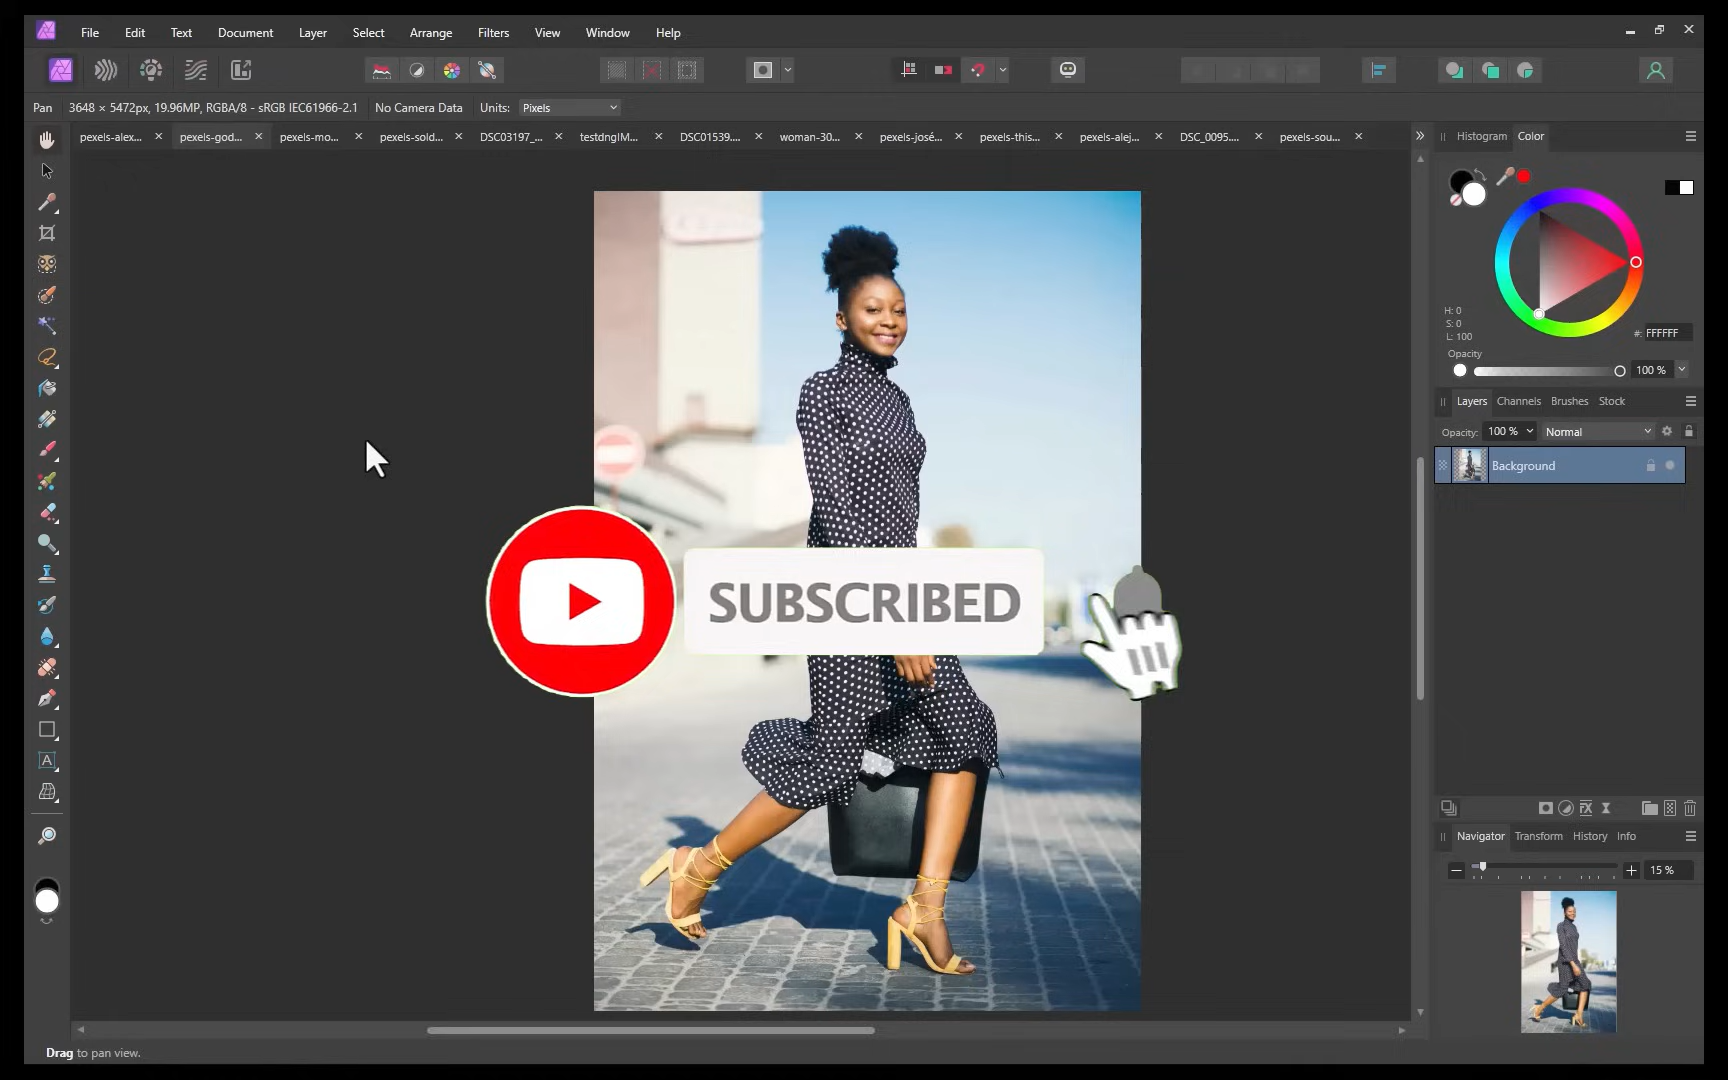 File Edit Text Document Layer Select Arrange Filters View Window Help
Pan 3648 × 5472px, 19.96MP, RGBA/8 - sRGB IEC61966-2.1 No Camera Data Units: Pixels
pexels-alex... pexels-god... pexels-mo... pexels-sold... DSC03197_... testdngIM... DSC01539.... woman-30... pexels-josé... pexels-this... pexels-alej... DSC_0095.... pexels-sou...
Histogram Color
H: 0
S: 0
L: 100
#: FFFFFF
Opacity
100 %
Layers Channels Brushes Stock
Opacity: 100 % Normal
Background
SUBSCRIBED
FX
Navigator Transform History Info
15 %
A
Drag to pan view.